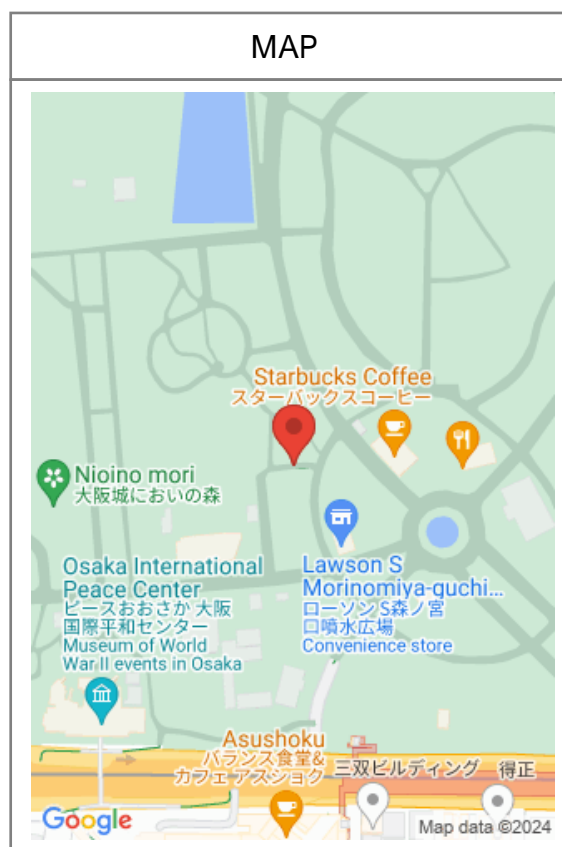 MAP
Starbucks Coffee
スターバックスコーヒー
Nioino mori
大阪城においの森
Osaka International
Peace Center
ピースおおさか 大阪
国際平和センター
Museum of World
War II events in Osaka
Lawson S
Morinomiya-guchi...
ローソン S森ノ宮
口噴水広場
Convenience store
Asushoku
バランス食堂&
カフェ アスショク
三双ビルディング
得正
Google
Map data ©2024